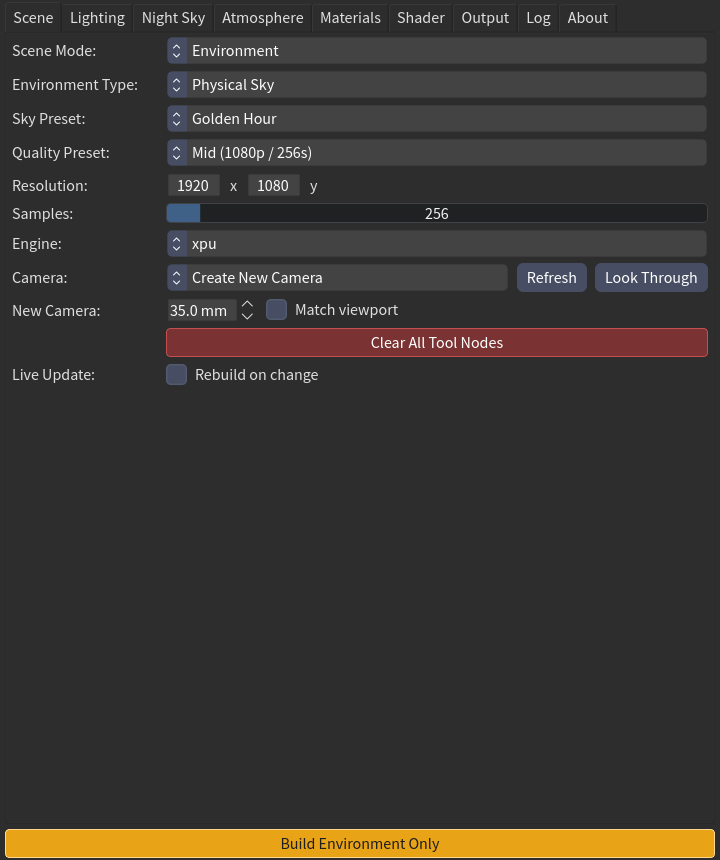 Scene Lighting Night Sky Atmosphere Materials Shader Output Log About
Scene Mode: Environment
Environment Type: Physical Sky
Sky Preset: Golden Hour
Quality Preset: Mid (1080p / 256s)
Resolution: 1920 x 1080 y
Samples: 256
Engine: xpu
Camera: Create New Camera Refresh Look Through
New Camera: 35.0 mm Match viewport
Clear All Tool Nodes
Live Update: Rebuild on change
Build Environment Only